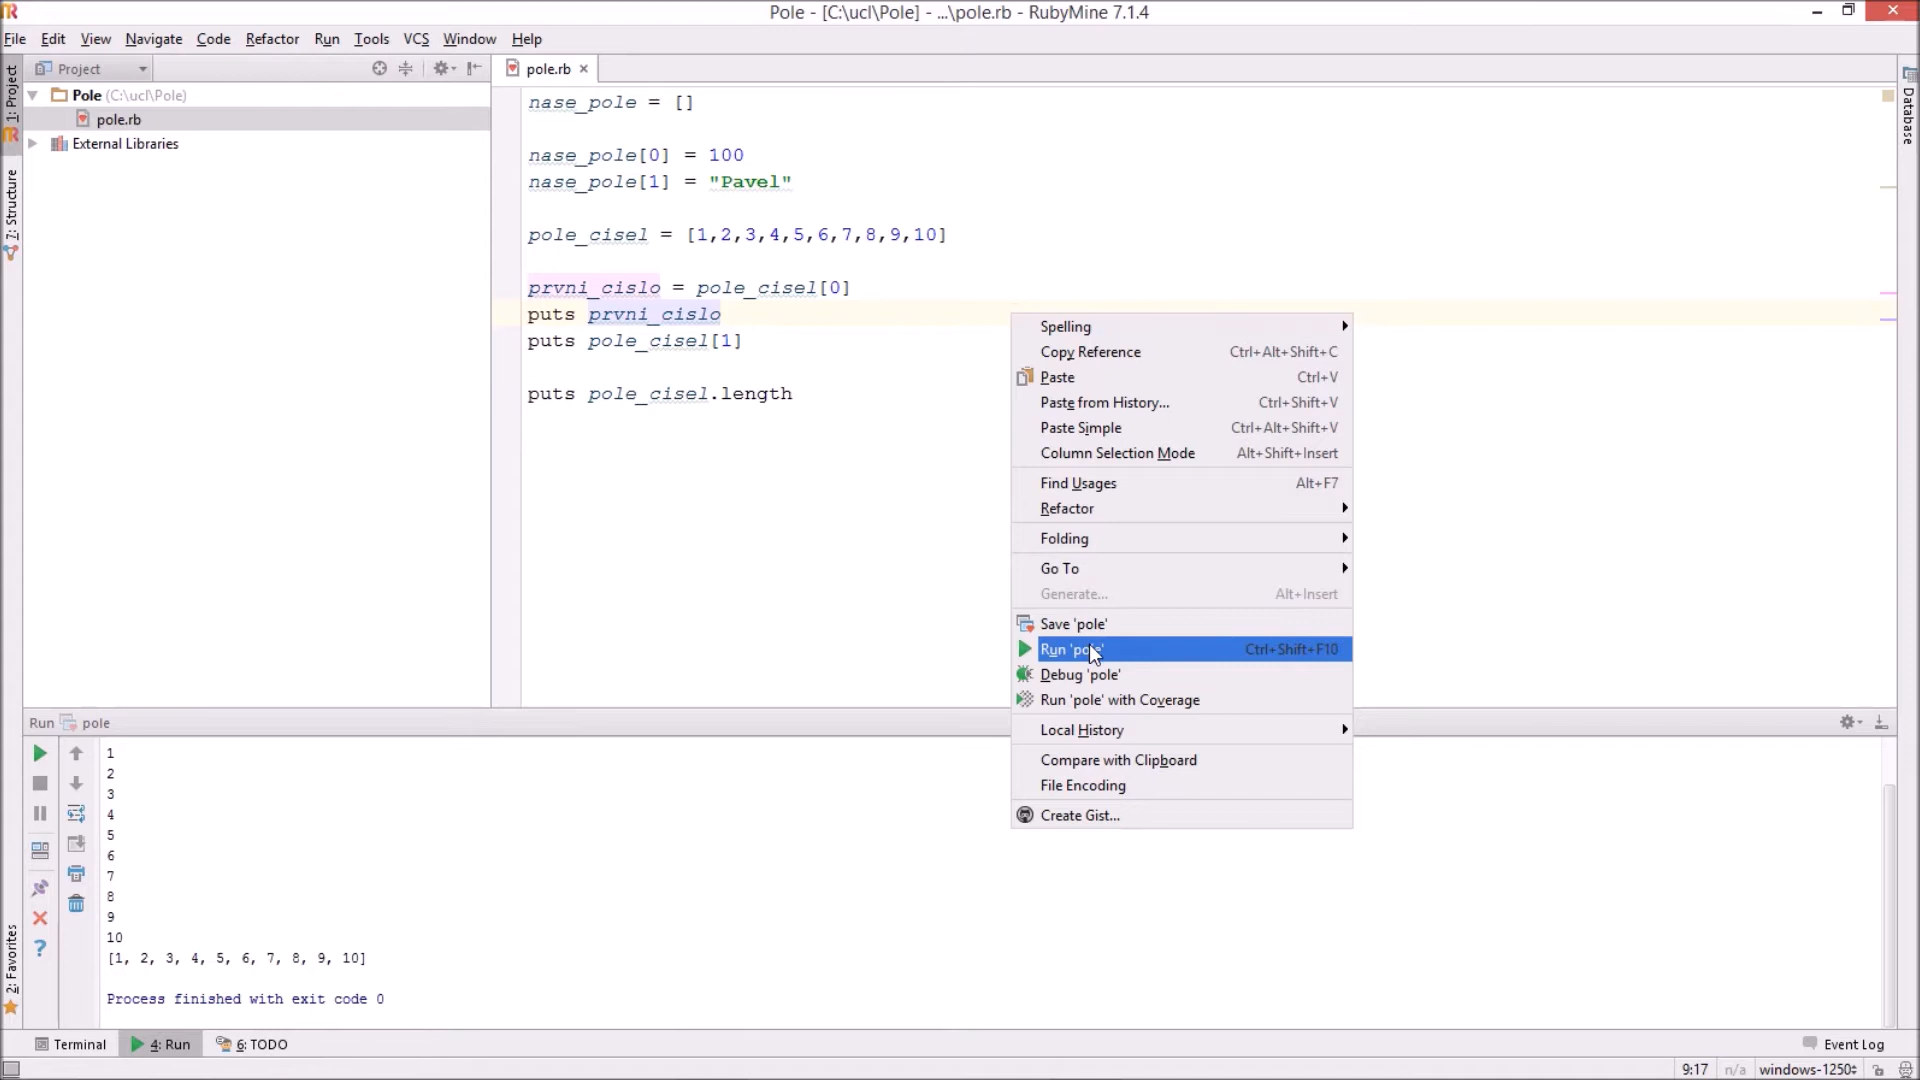 Pole - [C:\ucl\Pole] - ...\pole.rb - RubyMine 7.1.4
File Edit View Navigate Code Refactor Run Tools VCS Window Help
1: Project
7: Structure
2: Favorites
Project
Pole (C:\ucl\Pole)
pole.rb
External Libraries
pole.rb
nase_pole = []
nase_pole[0] = 100
nase_pole[1] = "Pavel"
pole_cisel = [1,2,3,4,5,6,7,8,9,10]
prvni_cislo = pole_cisel[0]
puts prvni_cislo
puts pole_cisel[1]
puts pole_cisel.length
Database
Spelling
Copy Reference Ctrl+Alt+Shift+C
Paste Ctrl+V
Paste from History... Ctrl+Shift+V
Paste Simple Ctrl+Alt+Shift+V
Column Selection Mode Alt+Shift+Insert
Find Usages Alt+F7
Refactor
Folding
Go To
Generate... Alt+Insert
Save 'pole'
Run 'pole' Ctrl+Shift+F10
Debug 'pole'
Run 'pole' with Coverage
Local History
Compare with Clipboard
File Encoding
Create Gist...
Run pole
1
2
3
4
5
6
7
8
9
10
[1, 2, 3, 4, 5, 6, 7, 8, 9, 10]
Process finished with exit code 0
Terminal 4: Run 6: TODO Event Log
9:17 n/a windows-1250